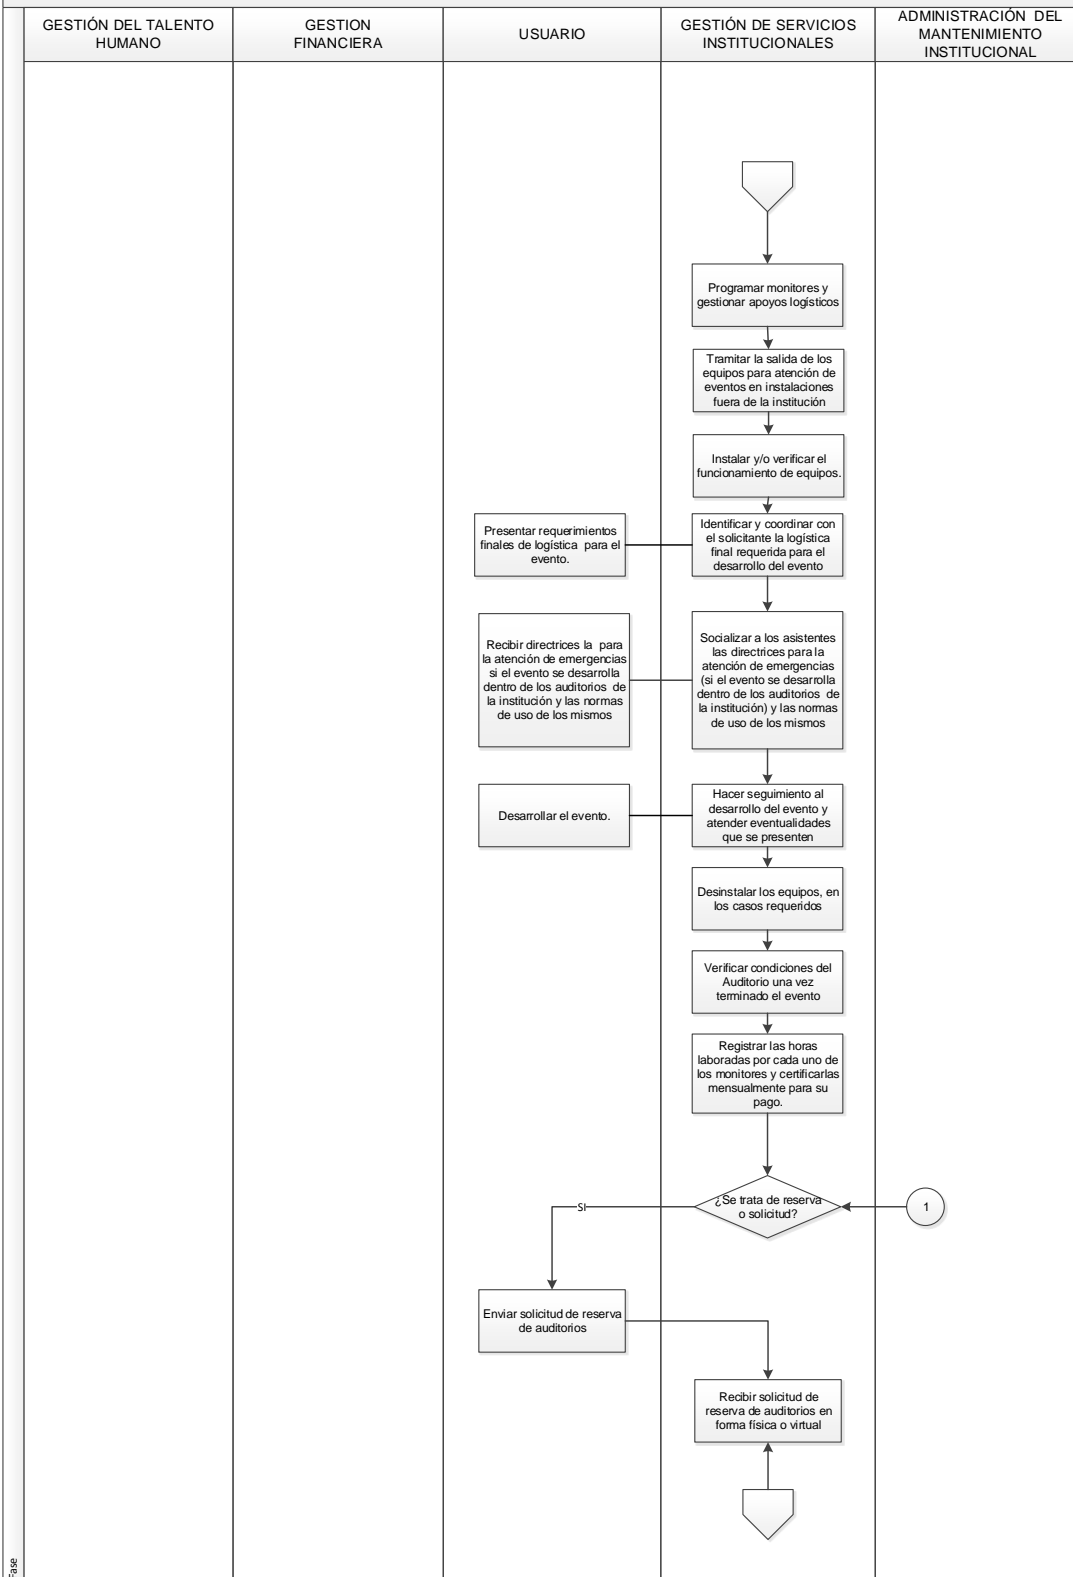 GESTIÓN DEL TALENTO
HUMANO
GESTION
FINANCIERA
USUARIO
GESTIÓN DE SERVICIOS
INSTITUCIONALES
ADMINISTRACIÓN DEL
MANTENIMIENTO
INSTITUCIONAL
Programar monitores y
gestionar apoyos logísticos
Tramitar la salida de los
equipos para atención de
eventos en instalaciones
fuera de la institución
Instalar y/o verificar el
funcionamiento de equipos.
Presentar requerimientos
finales de logística para el
evento.
Identificar y coordinar con
el solicitante la logística
final requerida para el
desarrollo del evento
Recibir directrices la para
la atención de emergencias
si el evento se desarrolla
dentro de los auditorios de
la institución y las normas
de uso de los mismos
Socializar a los asistentes
las directrices para la
atención de emergencias
(si el evento se desarrolla
dentro de los auditorios de
la institución) y las normas
de uso de los mismos
Desarrollar el evento.
Hacer seguimiento al
desarrollo del evento y
atender eventualidades
que se presenten
Desinstalar los equipos, en
los casos requeridos
Verificar condiciones del
Auditorio una vez
terminado el evento
Registrar las horas
laboradas por cada uno de
los monitores y certificarlas
mensualmente para su
pago.
¿Se trata de reserva
o solicitud?
1
SI
Enviar solicitud de reserva
de auditorios
Recibir solicitud de
reserva de auditorios en
forma física o virtual
Fase